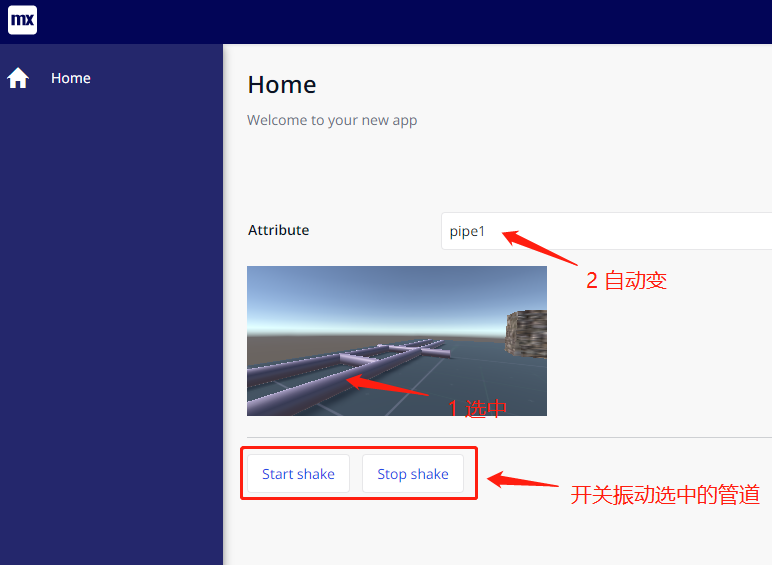 mx
Home
Home
Welcome to your new app
Attribute
pipe1
2 自动变
1 选中
Start shake
Stop shake
开关振动选中的管道